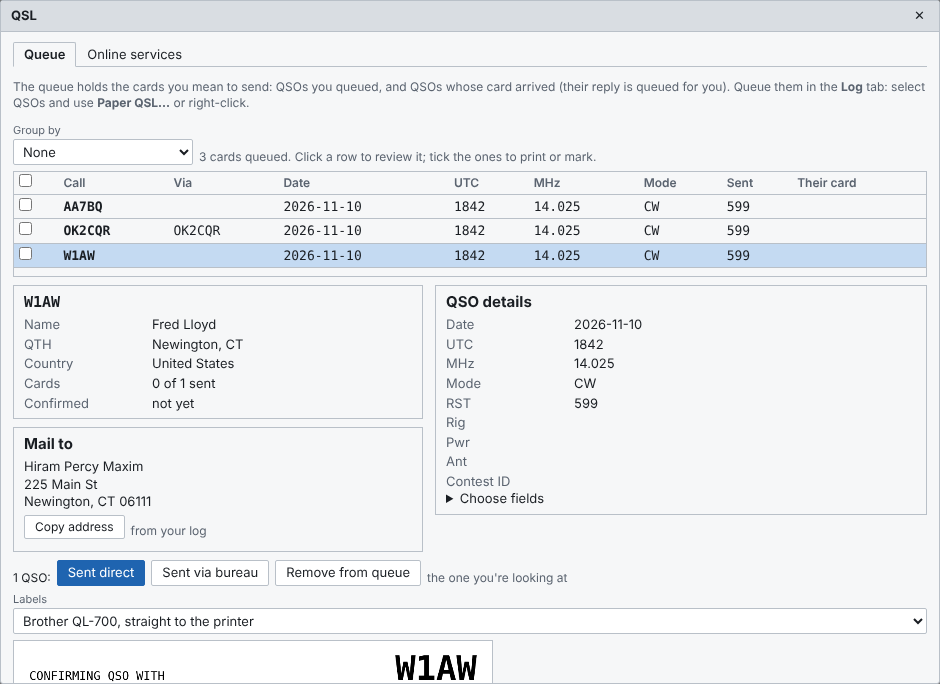 QSL ×
Queue Online services
The queue holds the cards you mean to send: QSOs you queued, and QSOs whose card arrived (their reply is queued for you). Queue them in the Log tab: select
QSOs and use Paper QSL... or right-click.
Group by
None 3 cards queued. Click a row to review it; tick the ones to print or mark.
Call Via Date UTC MHz Mode Sent Their card
AA7BQ 2026-11-10 1842 14.025 CW 599
OK2CQR OK2CQR 2026-11-10 1842 14.025 CW 599
W1AW 2026-11-10 1842 14.025 CW 599
W1AW
Name Fred Lloyd
QTH Newington, CT
Country United States
Cards 0 of 1 sent
Confirmed not yet
Mail to
Hiram Percy Maxim
225 Main St
Newington, CT 06111
Copy address from your log
QSO details
Date 2026-11-10
UTC 1842
MHz 14.025
Mode CW
RST 599
Rig
Pwr
Ant
Contest ID
Choose fields
1 QSO: Sent direct Sent via bureau Remove from queue the one you're looking at
Labels
Brother QL-700, straight to the printer
CONFIRMING QSO WITH W1AW